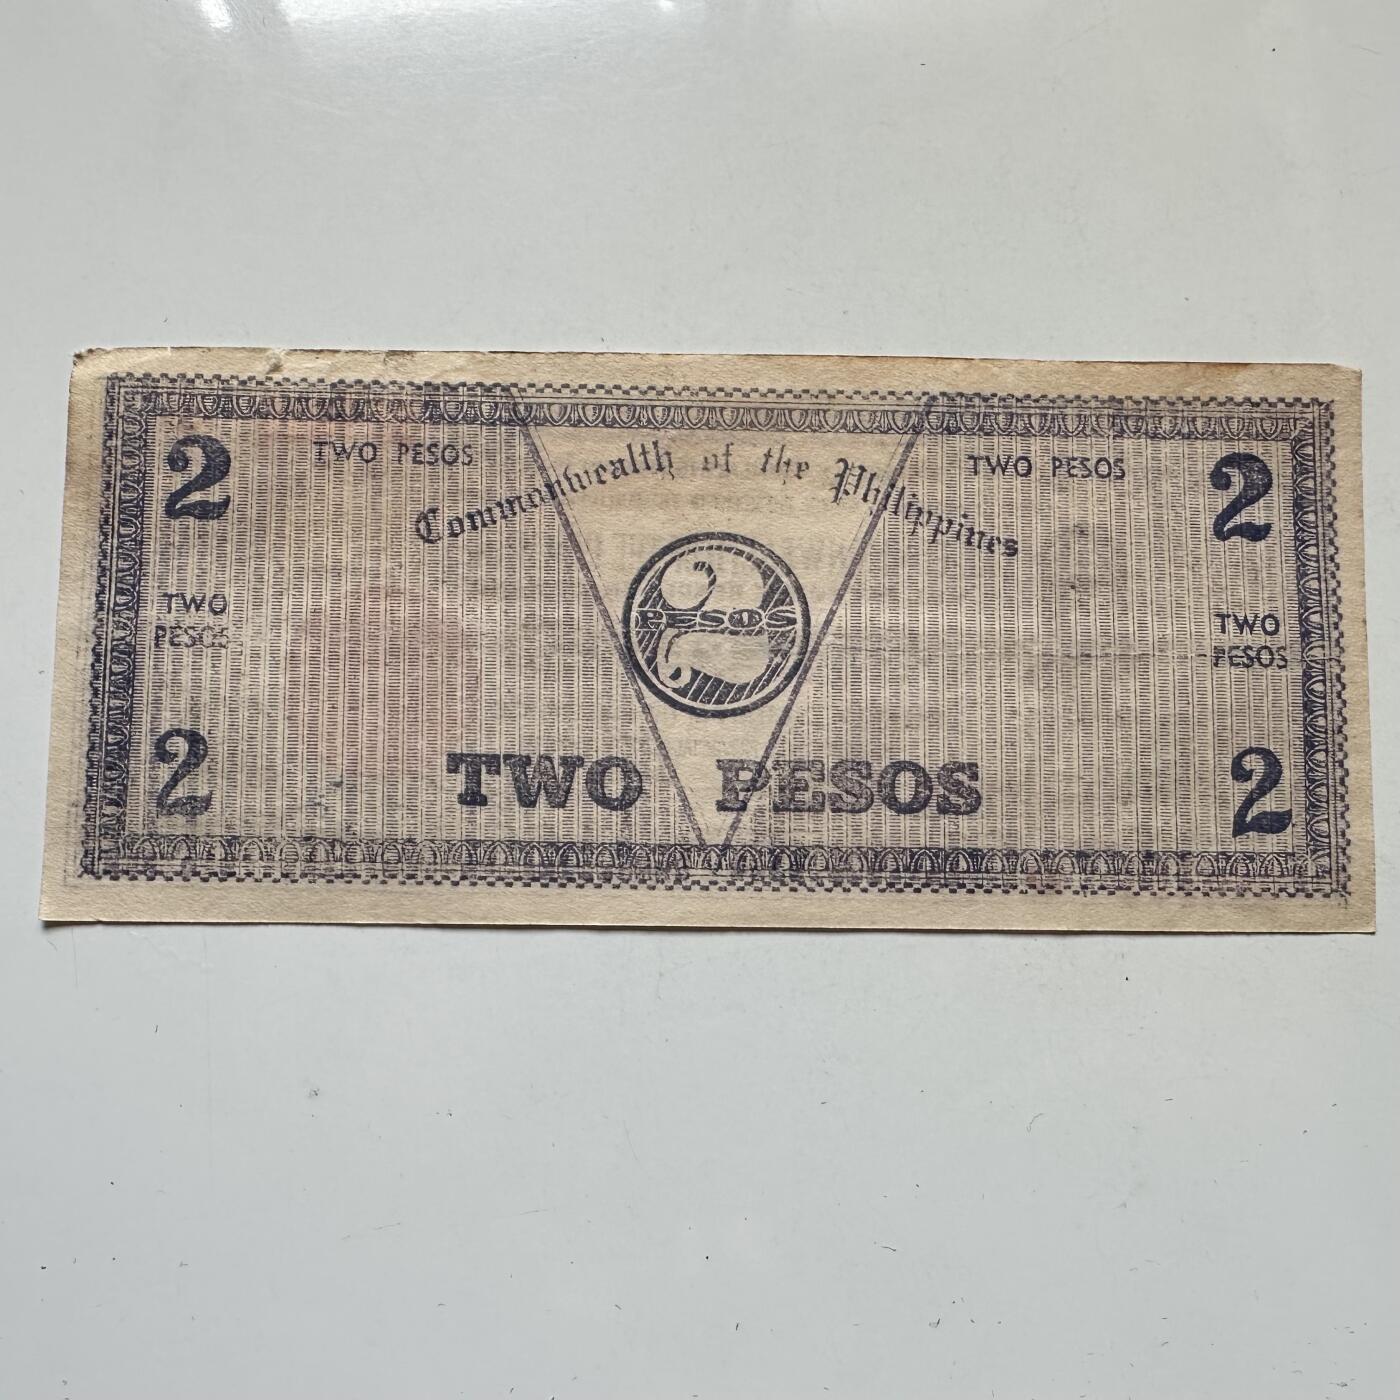 2 TWO PESOS Commonwealth of the Philippines TWO PESOS 2
TWO
PESOS
2
PESOS
TWO
PESOS
2 TWO PESOS 2